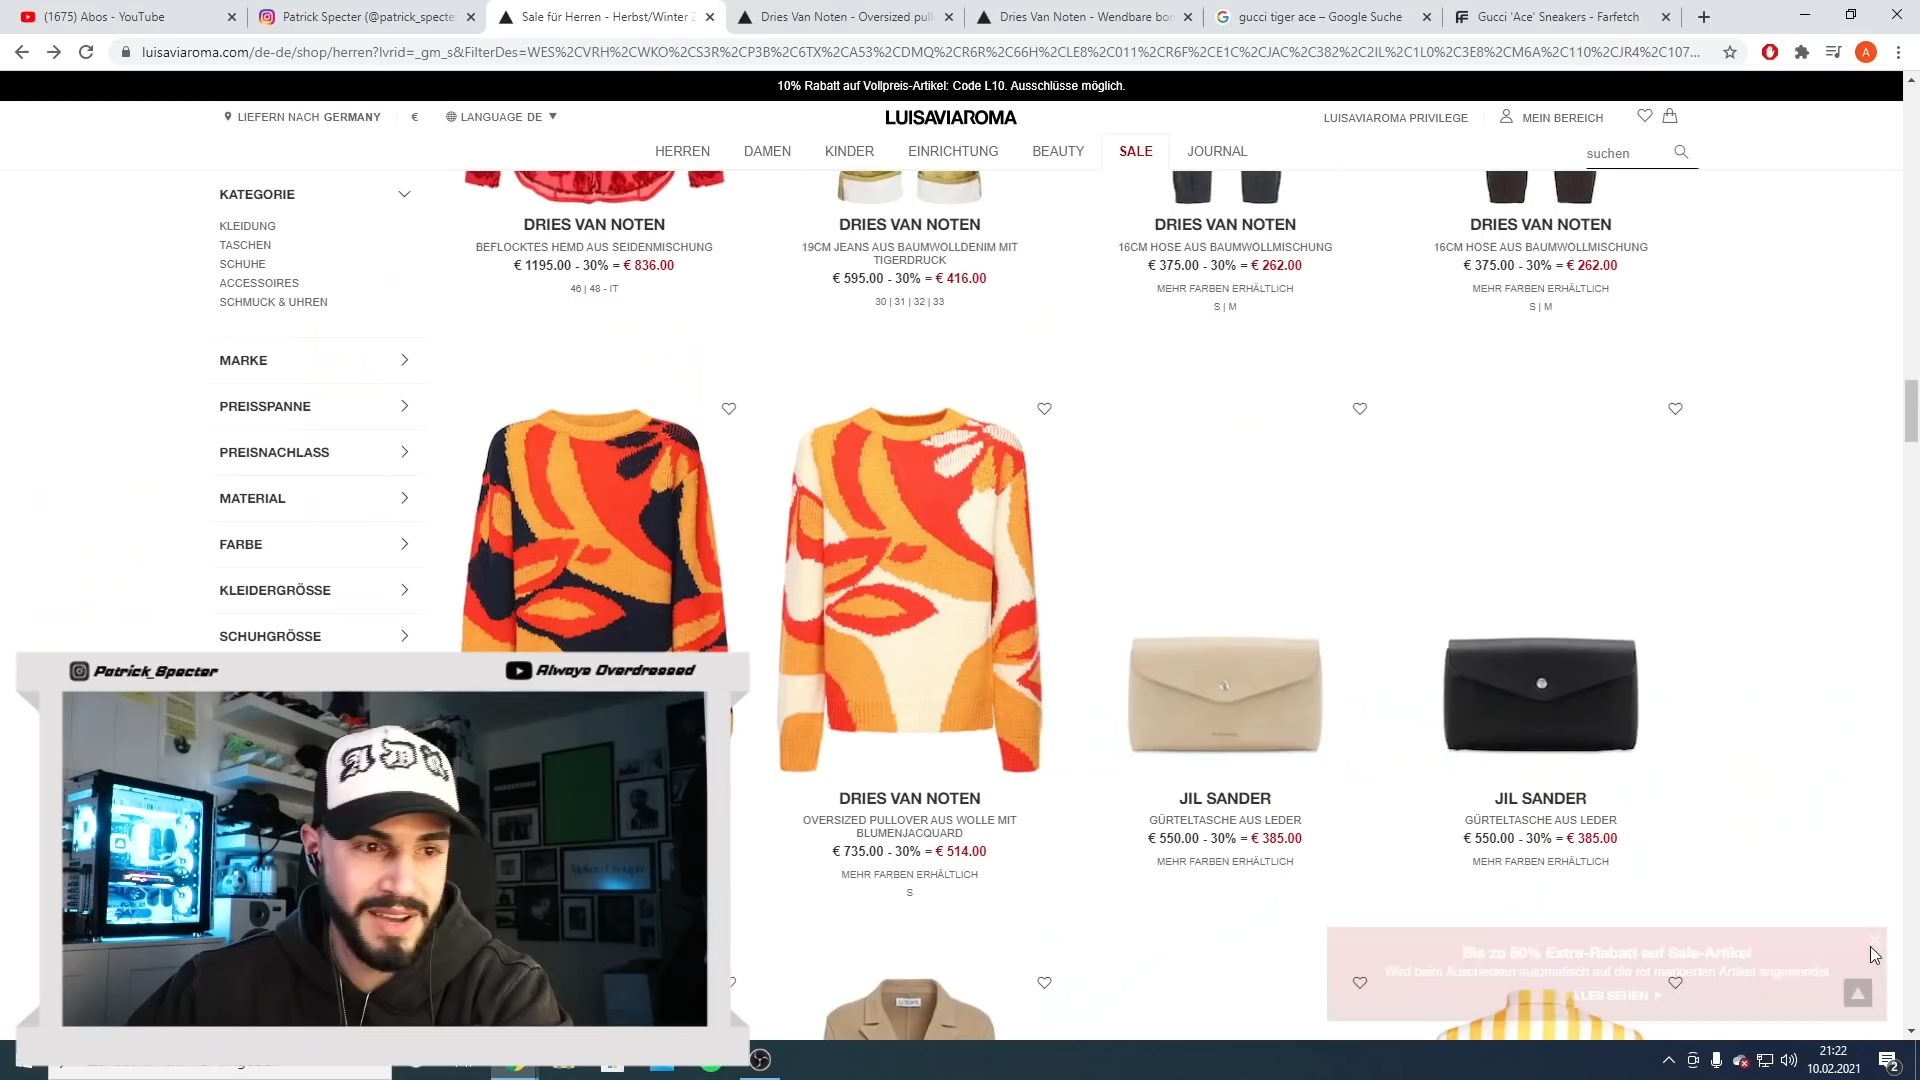 (1675) Abos - YouTube
Patrick Specter (@patrick_specter
Sale für Herren - Herbst/Winter 2
Dries Van Noten - Oversized pull
Dries Van Noten - Wendbare bor
gucci tiger ace – Google Suche
Gucci 'Ace' Sneakers - Farfetch
luisaviaroma.com/de-de/shop/herren?lvrid=_gm_s&FilterDes=WES%2CVRH%2CWKO%2CS3R%2CP3B%2C6TX%2CA53%2CDMQ%2CR6R%2C66H%2CLE8%2C011%2CR6F%2CE1C%2CJAC%2C382%2C2IL%2C1L0%2C3E8%2CM6A%2C110%2CJR4%2C107...
A
10% Rabatt auf Vollpreis-Artikel: Code L10. Ausschlüsse möglich.
LIEFERN NACH GERMANY
€
LANGUAGE DE
LUISAVIAROMA
LUISAVIAROMA PRIVILEGE
MEIN BEREICH
HERREN
DAMEN
KINDER
EINRICHTUNG
BEAUTY
SALE
JOURNAL
suchen
KATEGORIE
KLEIDUNG
TASCHEN
SCHUHE
ACCESSOIRES
SCHMUCK & UHREN
MARKE
PREISSPANNE
PREISNACHLASS
MATERIAL
FARBE
KLEIDERGRÖSSE
SCHUHGRÖSSE
DRIES VAN NOTEN
BEFLOCKTES HEMD AUS SEIDENMISCHUNG
€ 1195.00 - 30% = € 836.00
46 | 48 - IT
DRIES VAN NOTEN
19CM JEANS AUS BAUMWOLLDENIM MIT
TIGERDRUCK
€ 595.00 - 30% = € 416.00
30 | 31 | 32 | 33
DRIES VAN NOTEN
16CM HOSE AUS BAUMWOLLMISCHUNG
€ 375.00 - 30% = € 262.00
MEHR FARBEN ERHÄLTLICH
S | M
DRIES VAN NOTEN
16CM HOSE AUS BAUMWOLLMISCHUNG
€ 375.00 - 30% = € 262.00
MEHR FARBEN ERHÄLTLICH
S | M
DRIES VAN NOTEN
OVERSIZED PULLOVER AUS WOLLE MIT
BLUMENJACQUARD
€ 735.00 - 30% = € 514.00
MEHR FARBEN ERHÄLTLICH
S
JIL SANDER
GÜRTELTASCHE AUS LEDER
€ 550.00 - 30% = € 385.00
MEHR FARBEN ERHÄLTLICH
JIL SANDER
GÜRTELTASCHE AUS LEDER
€ 550.00 - 30% = € 385.00
MEHR FARBEN ERHÄLTLICH
Patrick_Specter
Always Overdressed
Bis zu 50% Extra-Rabatt auf Sale-Artikel
Wird beim Auschecken automatisch auf die rot markierten Artikel angewendet
21:22
10.02.2021
2